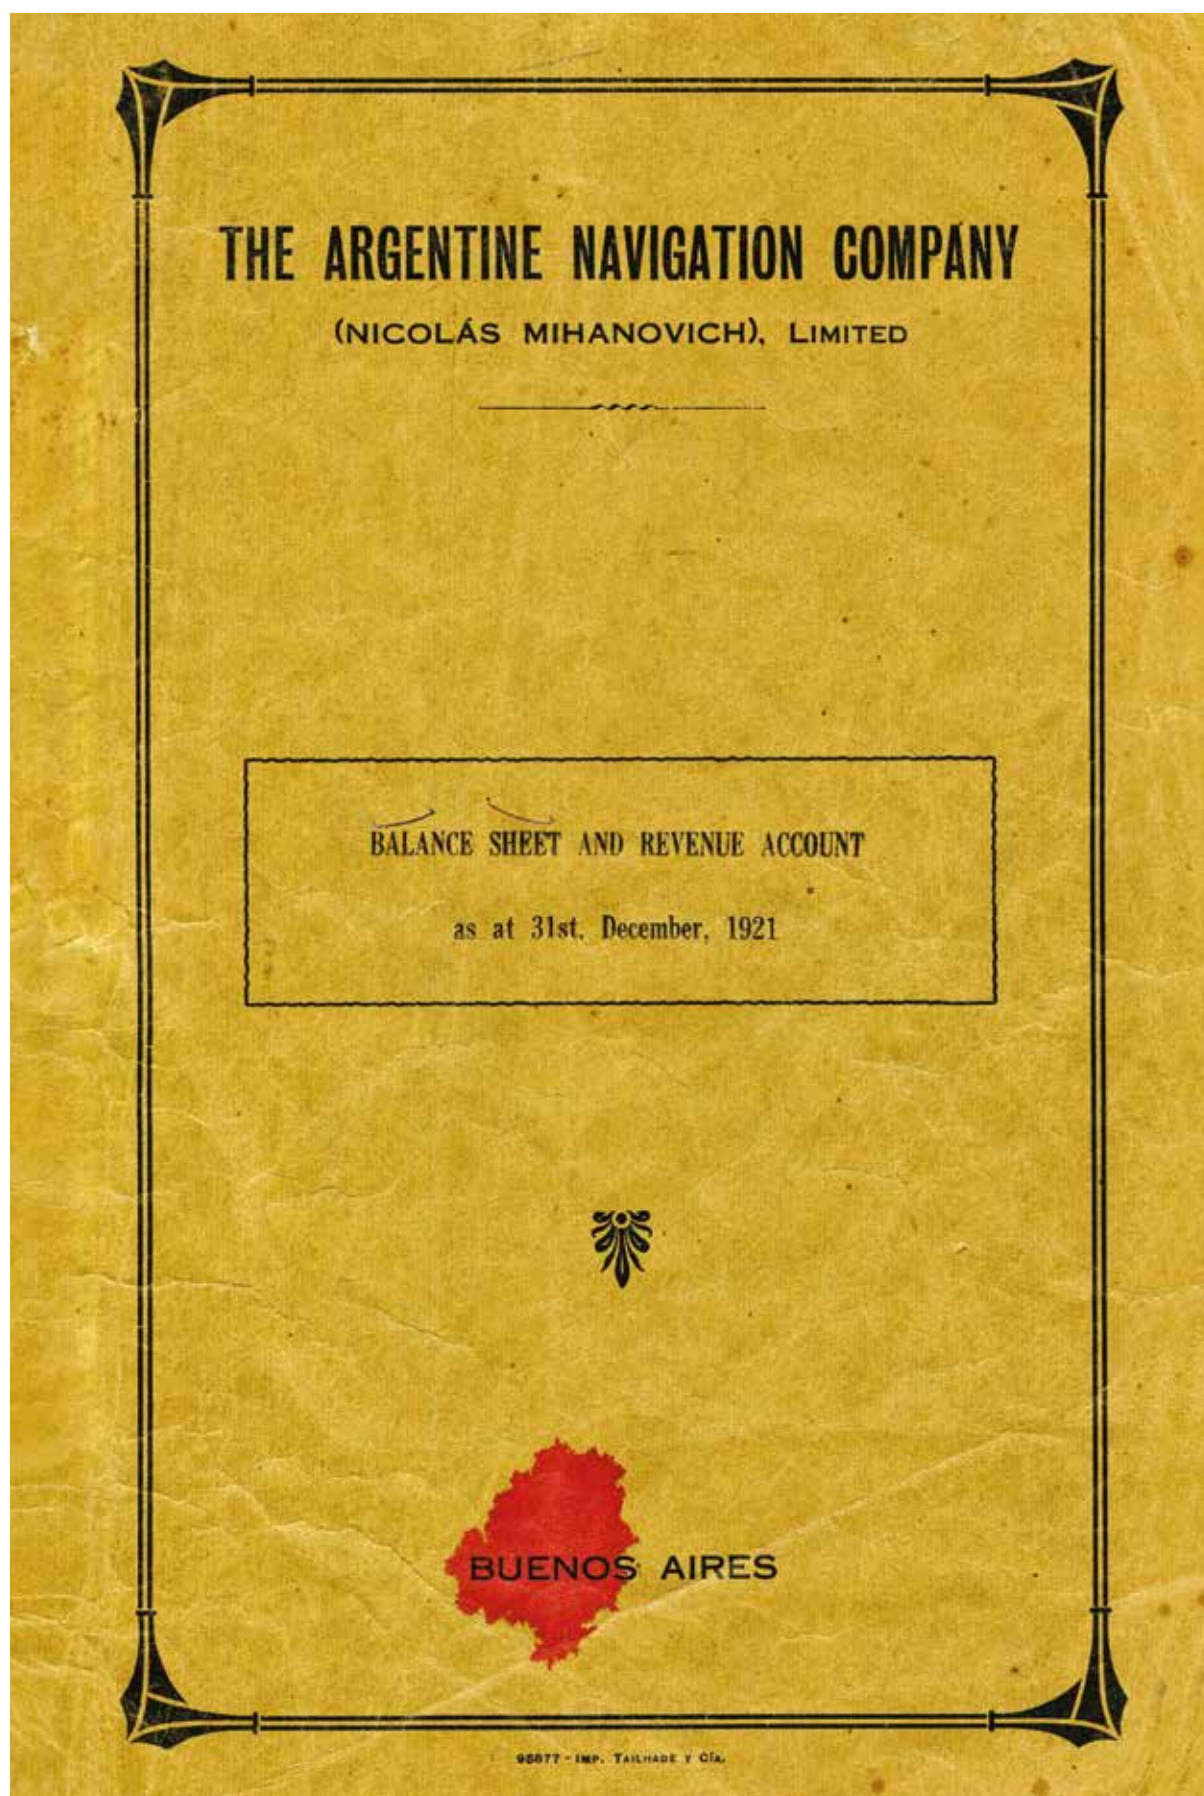 THE ARGENTINE NAVIGATION COMPANY
(NICOLÁS MIHANOVICH), LIMITED
BALANCE SHEET AND REVENUE ACCOUNT
as at 31st. December, 1921
BUENOS AIRES
98877 - IMP. TAILHADE Y CÍA.